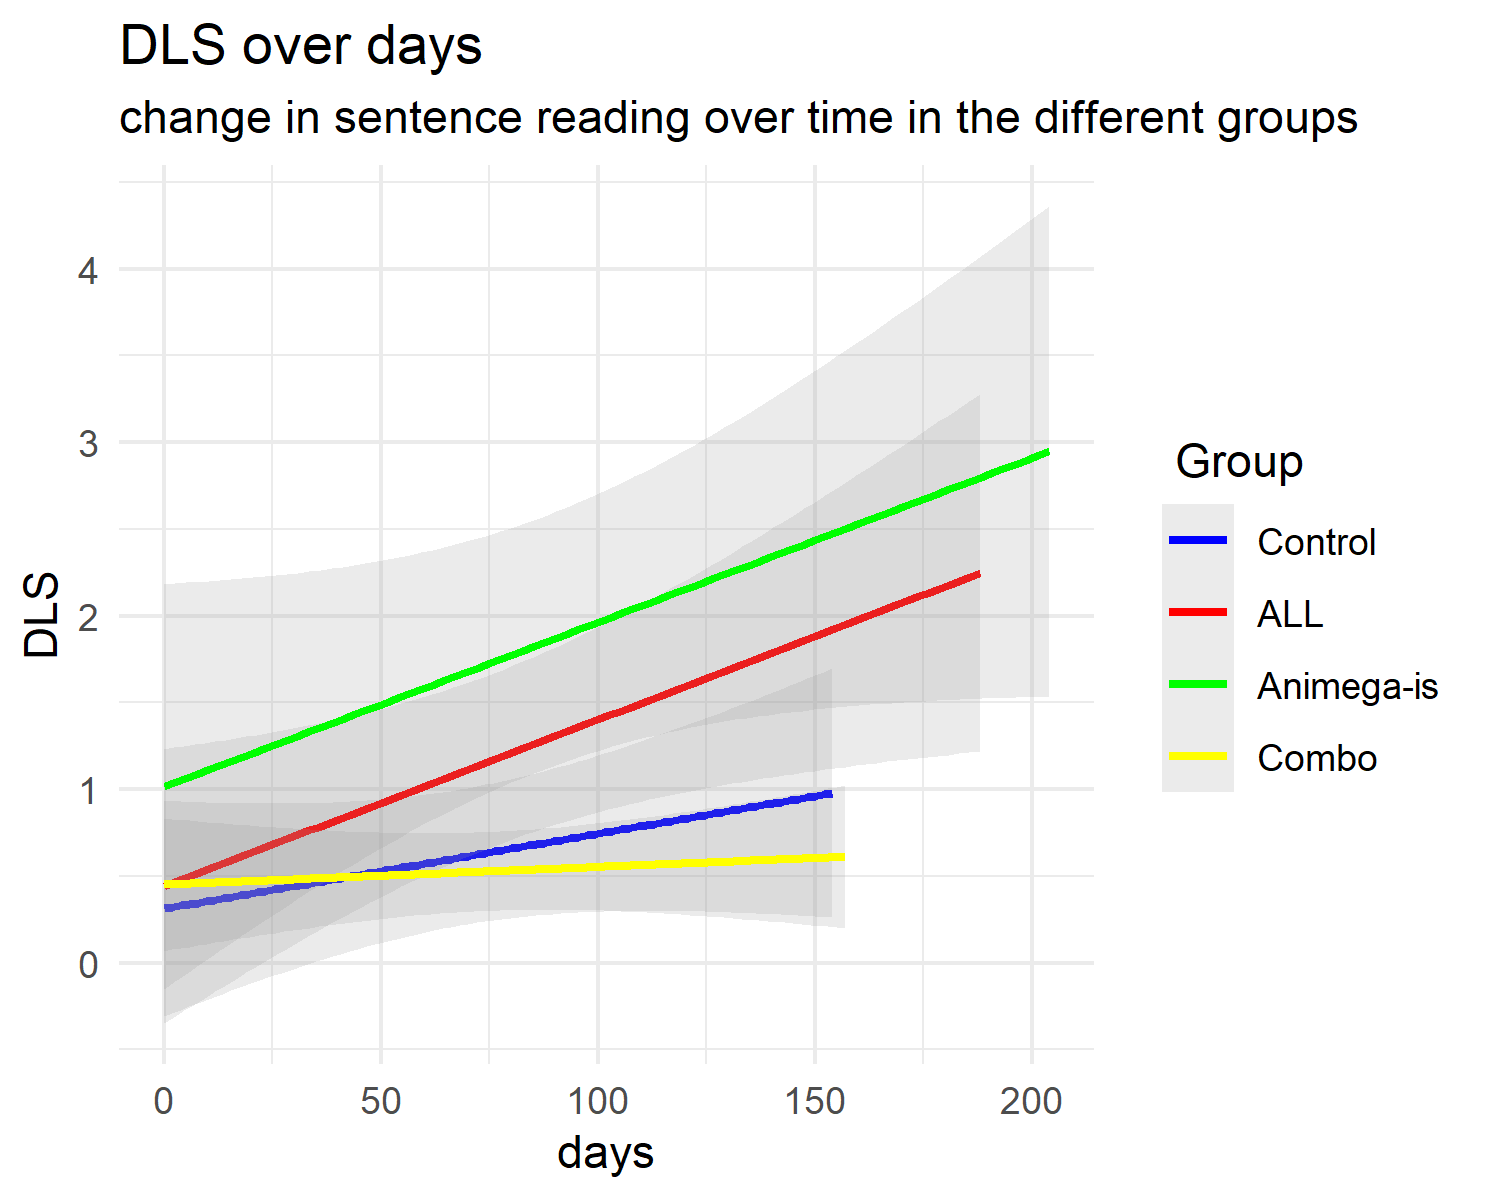 DLS over days
change in sentence reading over time in the different groups
4
3
2
1
0
DLS
0 50 100 150 200
days
Group
Control
ALL
Animega-is
Combo